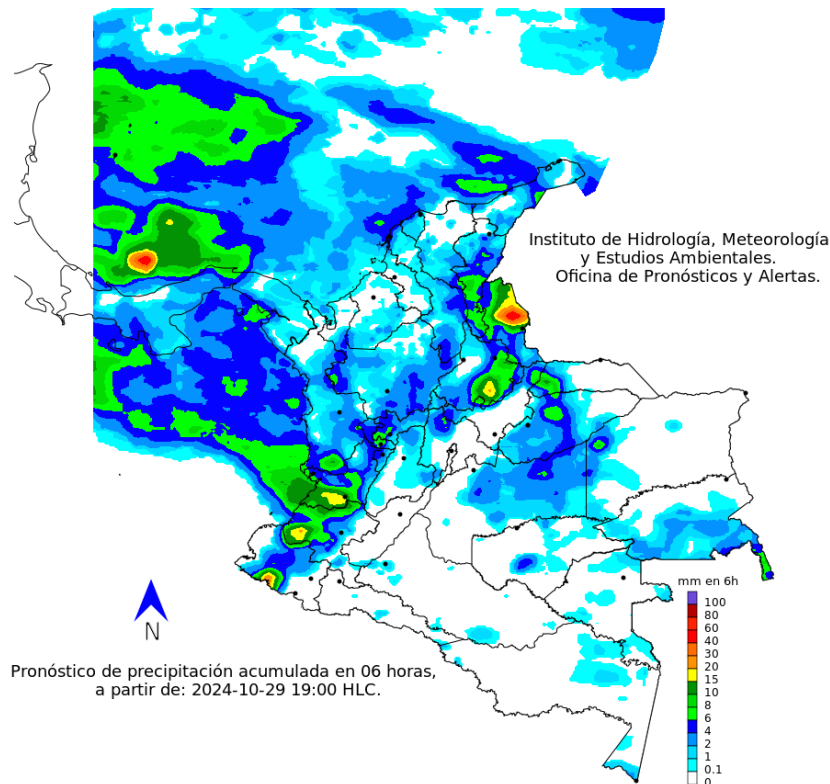 Instituto de Hidrología, Meteorología
y Estudios Ambientales.
Oficina de Pronósticos y Alertas.
mm en 6h
100
80
60
40
30
20
15
10
8
6
4
2
1
0.1
0
N
Pronóstico de precipitación acumulada en 06 horas,
a partir de: 2024-10-29 19:00 HLC.